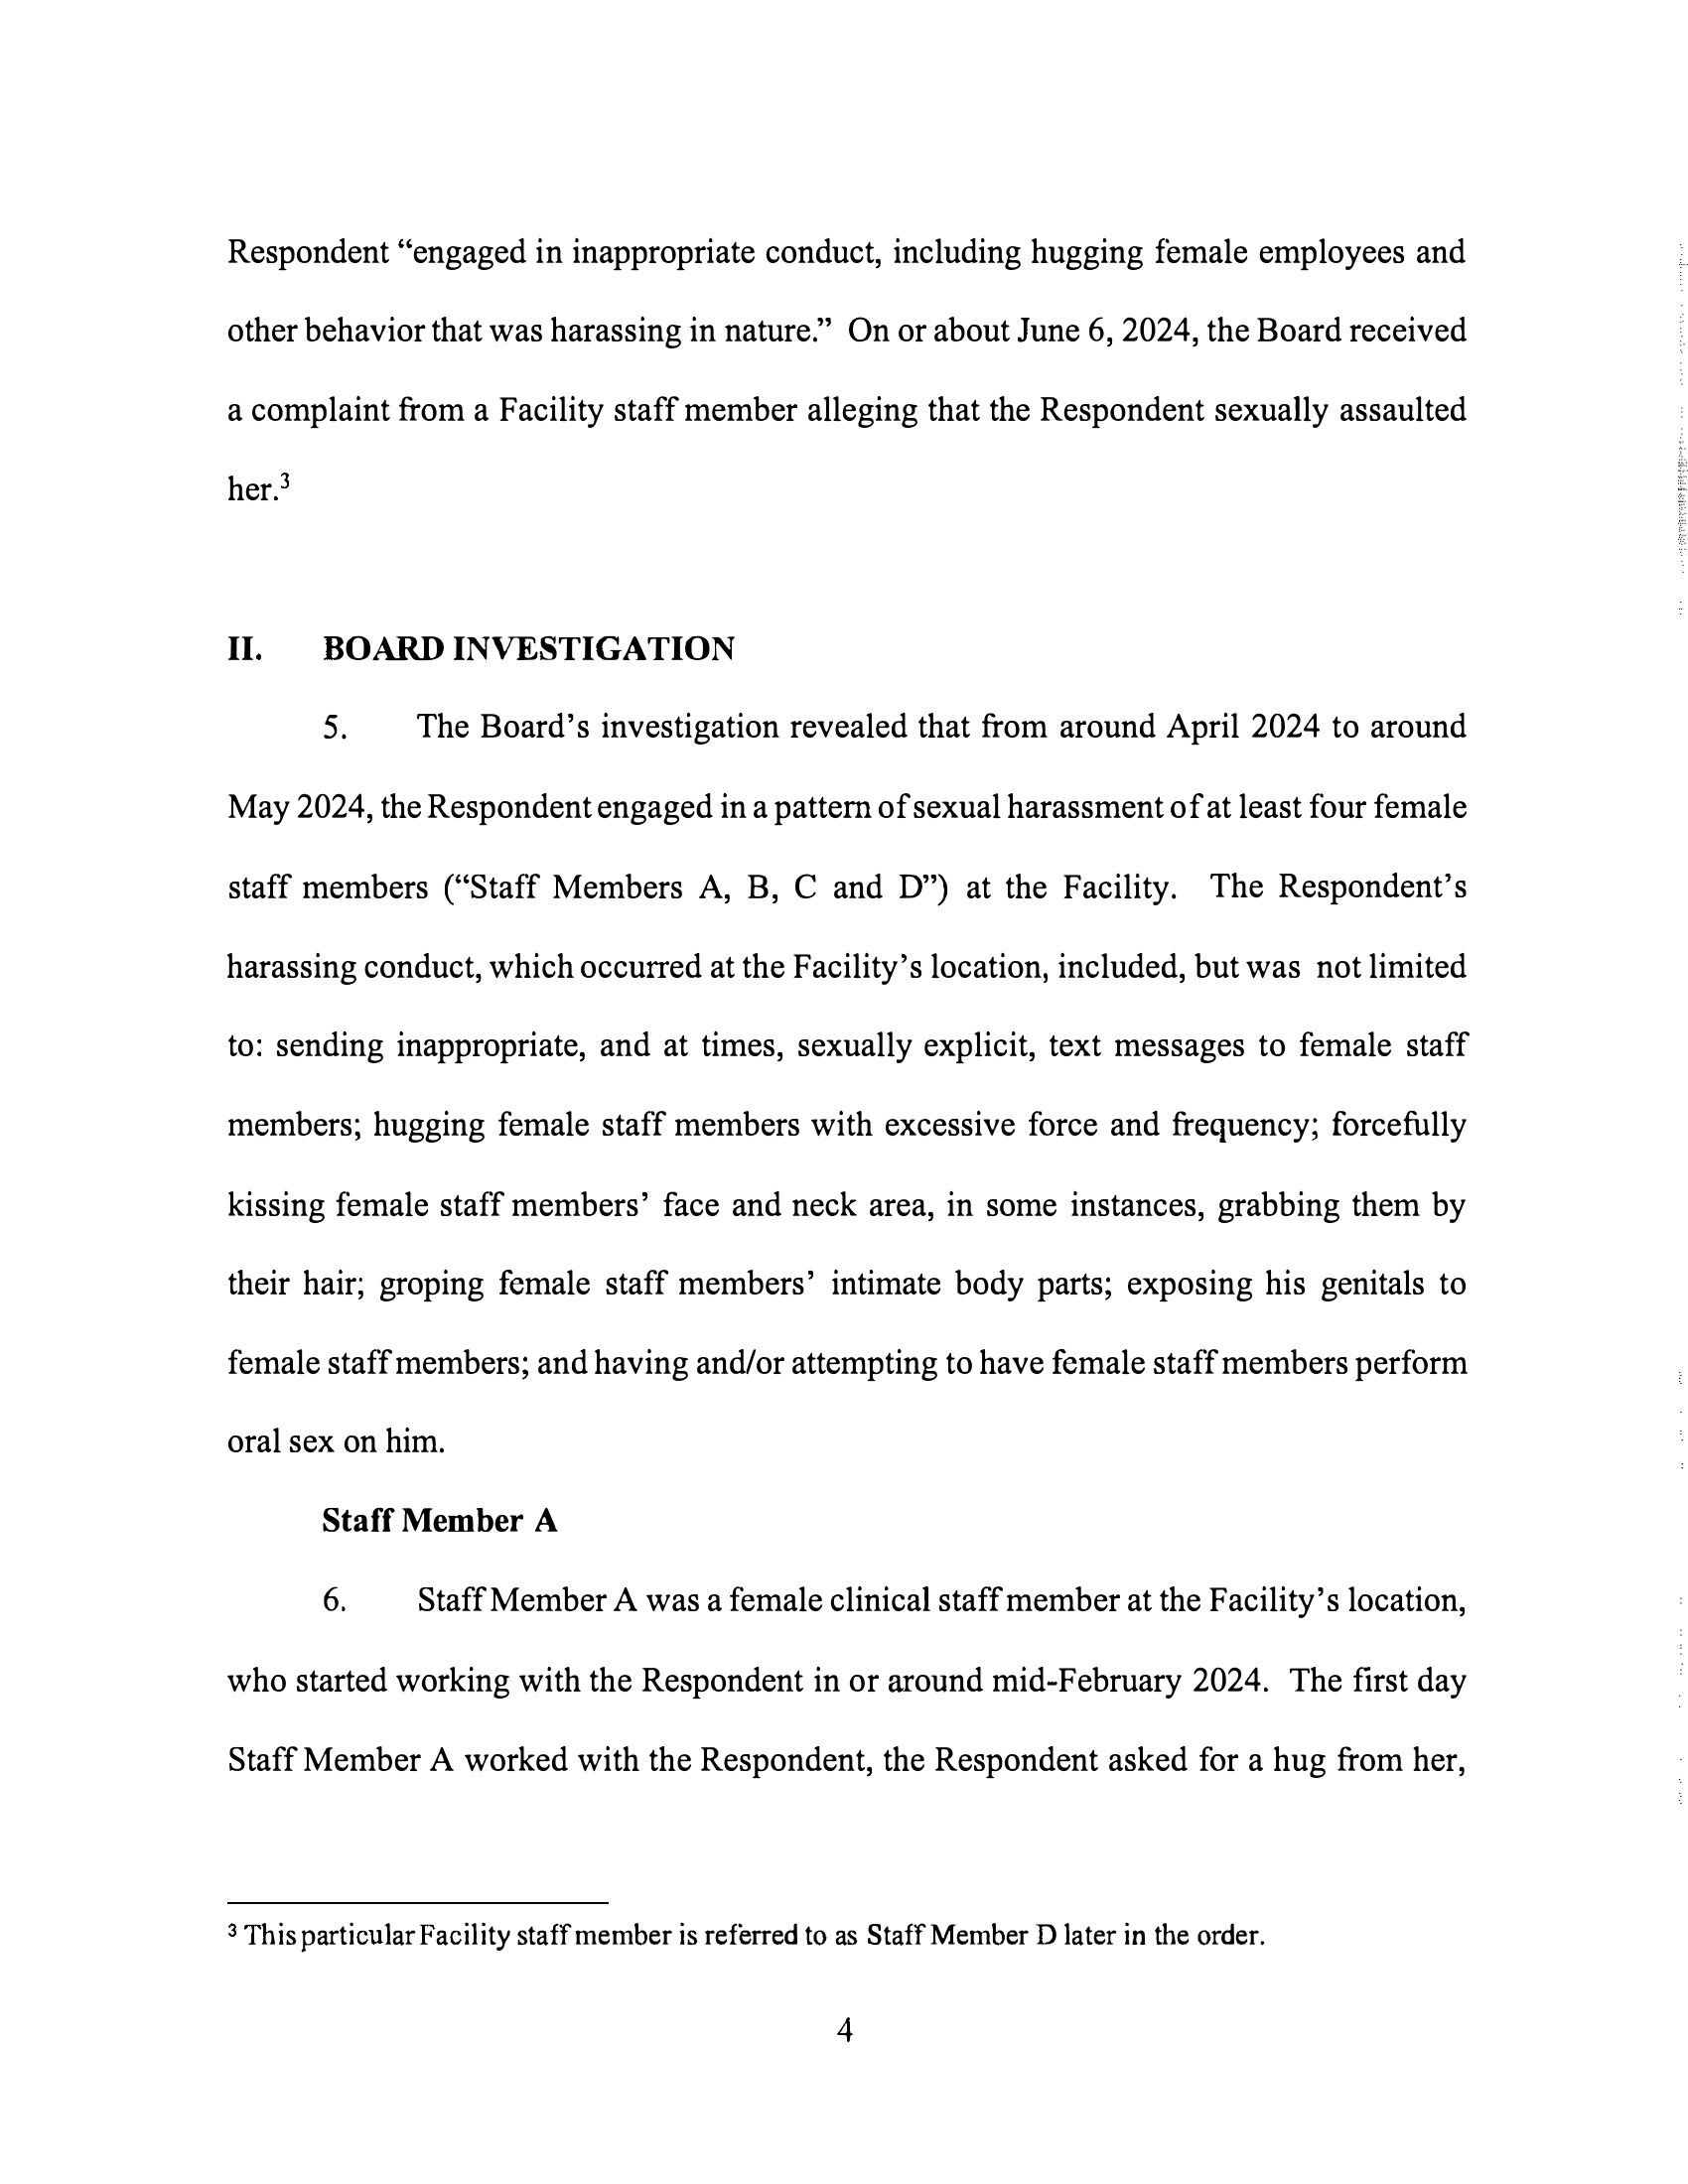 Respondent “engaged in inappropriate conduct, including hugging female employees and
other behavior that was harassing in nature.” On or about June 6, 2024, the Board received
a complaint from a Facility staff member alleging that the Respondent sexually assaulted
her.³
II. BOARD INVESTIGATION
5. The Board’s investigation revealed that from around April 2024 to around
May 2024, the Respondent engaged in a pattern of sexual harassment of at least four female
staff members (“Staff Members A, B, C and D”) at the Facility. The Respondent’s
harassing conduct, which occurred at the Facility’s location, included, but was not limited
to: sending inappropriate, and at times, sexually explicit, text messages to female staff
members; hugging female staff members with excessive force and frequency; forcefully
kissing female staff members’ face and neck area, in some instances, grabbing them by
their hair; groping female staff members’ intimate body parts; exposing his genitals to
female staff members; and having and/or attempting to have female staff members perform
oral sex on him.
Staff Member A
6. Staff Member A was a female clinical staff member at the Facility’s location,
who started working with the Respondent in or around mid-February 2024. The first day
Staff Member A worked with the Respondent, the Respondent asked for a hug from her,
³ This particular Facility staff member is referred to as Staff Member D later in the order.
4